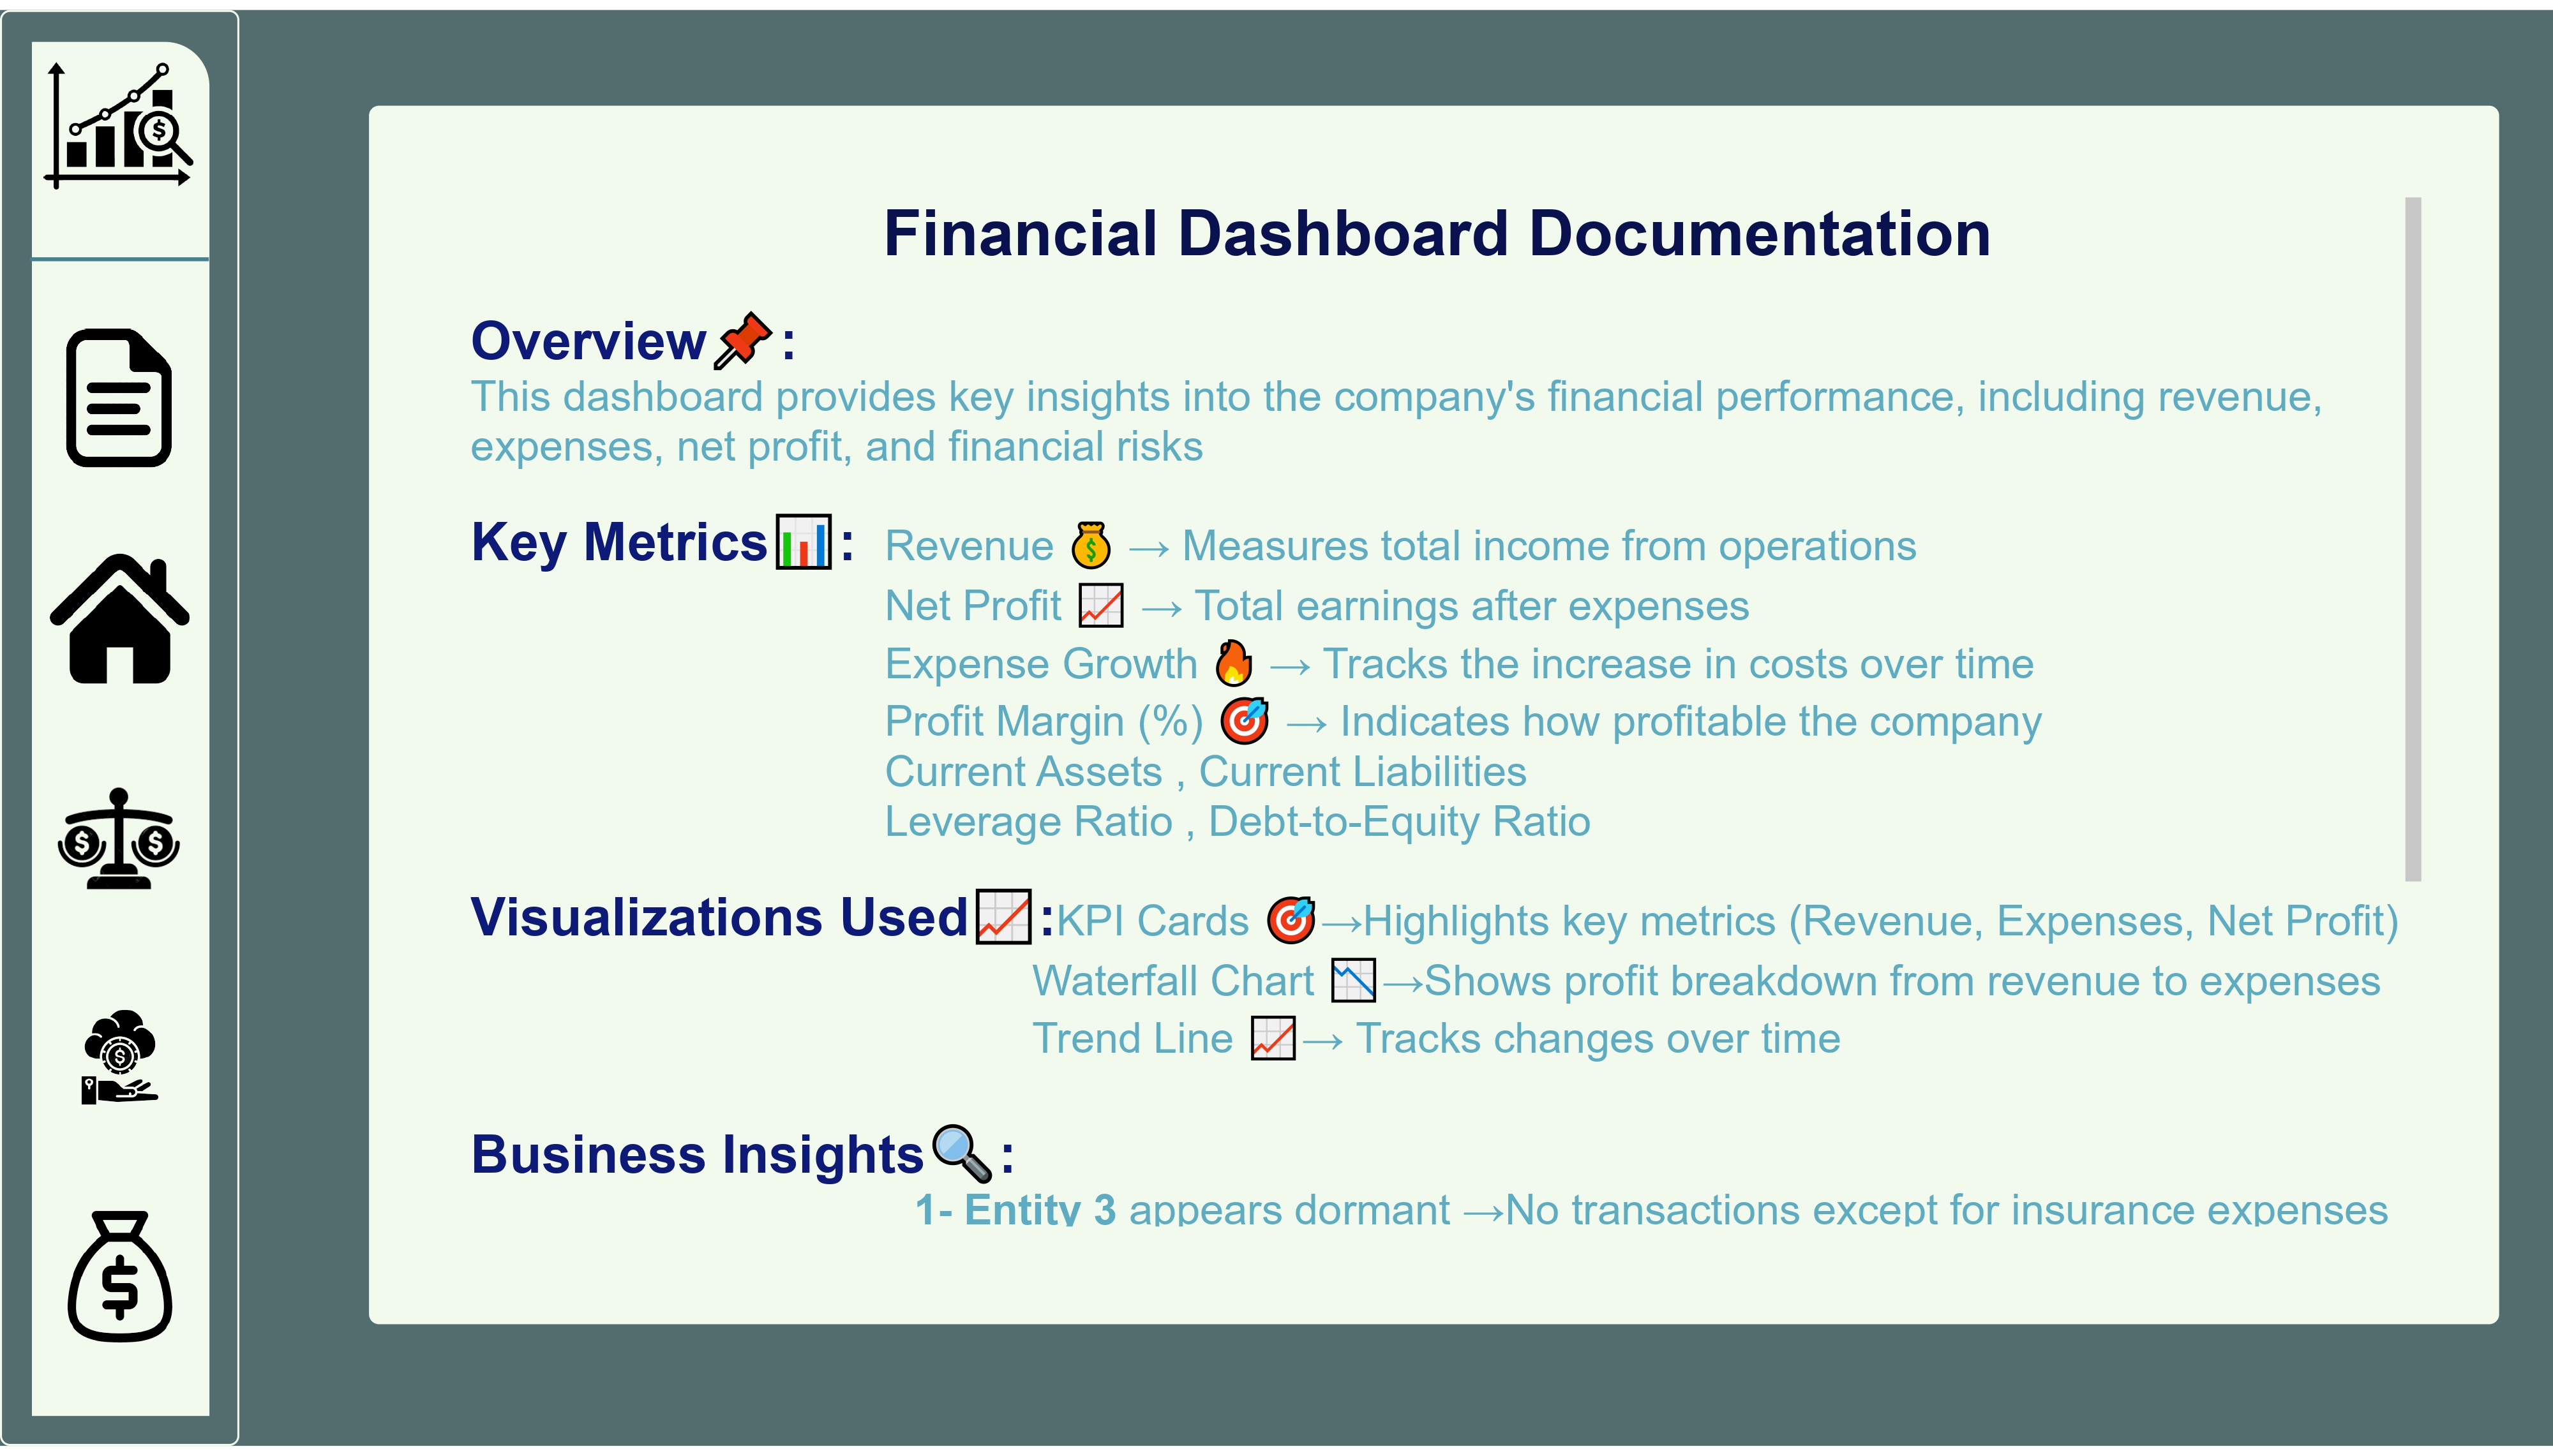 Financial Dashboard Documentation
Overview📌:
This dashboard provides key insights into the company's financial performance, including revenue,
expenses, net profit, and financial risks
Key Metrics📊: Revenue 💰 → Measures total income from operations
Net Profit 📈 → Total earnings after expenses
Expense Growth 🔥 → Tracks the increase in costs over time
Profit Margin (%) 🎯 → Indicates how profitable the company
Current Assets , Current Liabilities
Leverage Ratio , Debt-to-Equity Ratio
Visualizations Used📈:KPI Cards 🎯→Highlights key metrics (Revenue, Expenses, Net Profit)
Waterfall Chart 📉→Shows profit breakdown from revenue to expenses
Trend Line 📈→ Tracks changes over time
Business Insights🔍:
1- Entity 3 appears dormant →No transactions except for insurance expenses